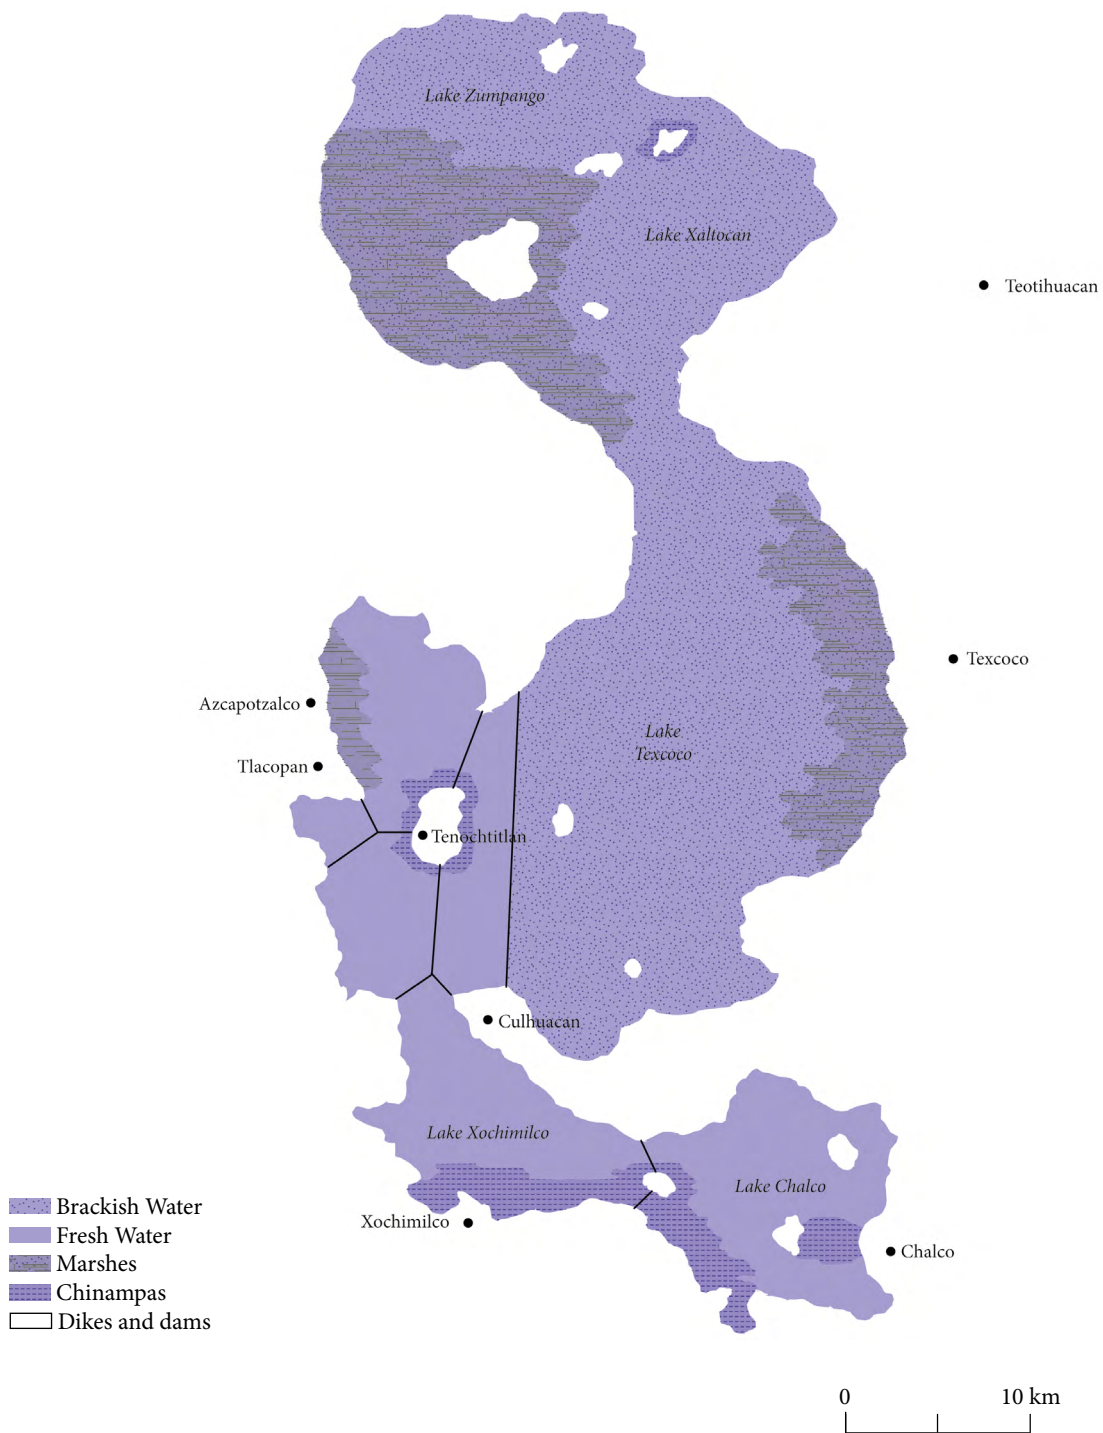 Lake Zumpango
Lake Xaltocan
Teotihuacan
Texcoco
Azcapotzalco
Lake
Texcoco
Tlacopan
Tenochtitlan
Culhuacan
Lake Xochimilco
Lake Chalco
Xochimilco
Chalco
Brackish Water
Fresh Water
Marshes
Chinampas
Dikes and dams
0 10 km